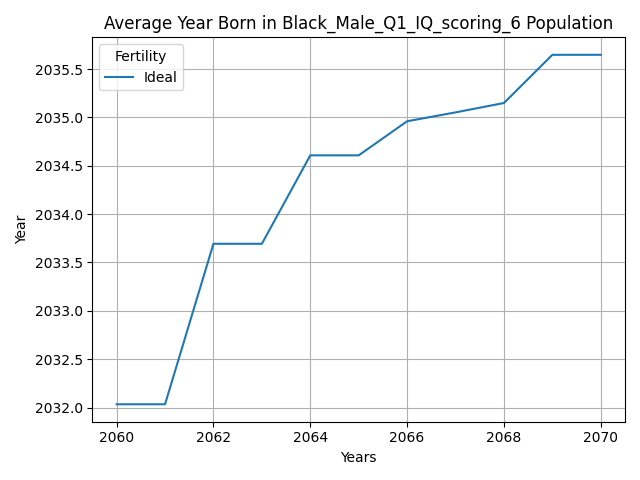 Average Year Born in Black_Male_Q1_IQ_scoring_6 Population
Fertility
Ideal
2035.5
2035.0
2034.5
2034.0
2033.5
2033.0
2032.5
2032.0
Year
2060 2062 2064 2066 2068 2070
Years